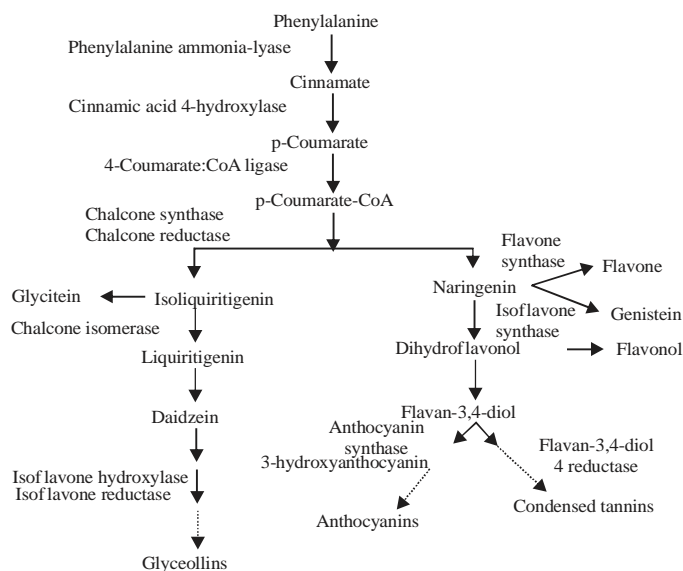 Phenylalanine
Phenylalanine ammonia-lyase
Cinnamate
Cinnamic acid 4-hydroxylase
p-Coumarate
4-Coumarate:CoA ligase
p-Coumarate-CoA
Chalcone synthase
Chalcone reductase
Flavone
synthase
Flavone
Glycitein
Isoliquiritigenin
Naringenin
Isoflavone
synthase
Genistein
Chalcone isomerase
Liquiritigenin
Dihydroflavonol
Flavonol
Daidzein
Flavan-3,4-diol
Anthocyanin
synthase
3-hydroxyanthocyanin
Flavan-3,4-diol
4 reductase
Isoflavone hydroxylase
Isoflavone reductase
Anthocyanins
Condensed tannins
Glyceollins